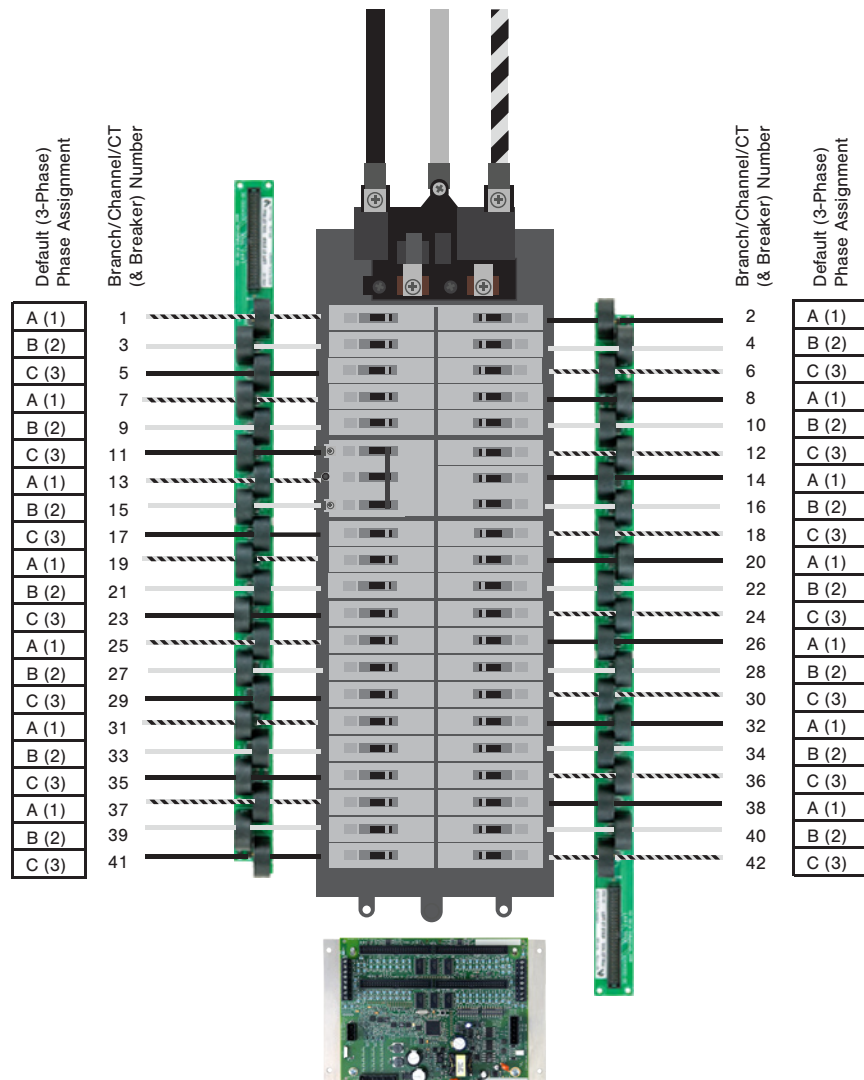 Default (3-Phase)
Phase Assignment
Branch/Channel/CT
(& Breaker) Number
Branch/Channel/CT
(& Breaker) Number
Default (3-Phase)
Phase Assignment
A (1) 1 2 A (1)
B (2) 3 4 B (2)
C (3) 5 6 C (3)
A (1) 7 8 A (1)
B (2) 9 10 B (2)
C (3) 11 12 C (3)
A (1) 13 14 A (1)
B (2) 15 16 B (2)
C (3) 17 18 C (3)
A (1) 19 20 A (1)
B (2) 21 22 B (2)
C (3) 23 24 C (3)
A (1) 25 26 A (1)
B (2) 27 28 B (2)
C (3) 29 30 C (3)
A (1) 31 32 A (1)
B (2) 33 34 B (2)
C (3) 35 36 C (3)
A (1) 37 38 A (1)
B (2) 39 40 B (2)
C (3) 41 42 C (3)